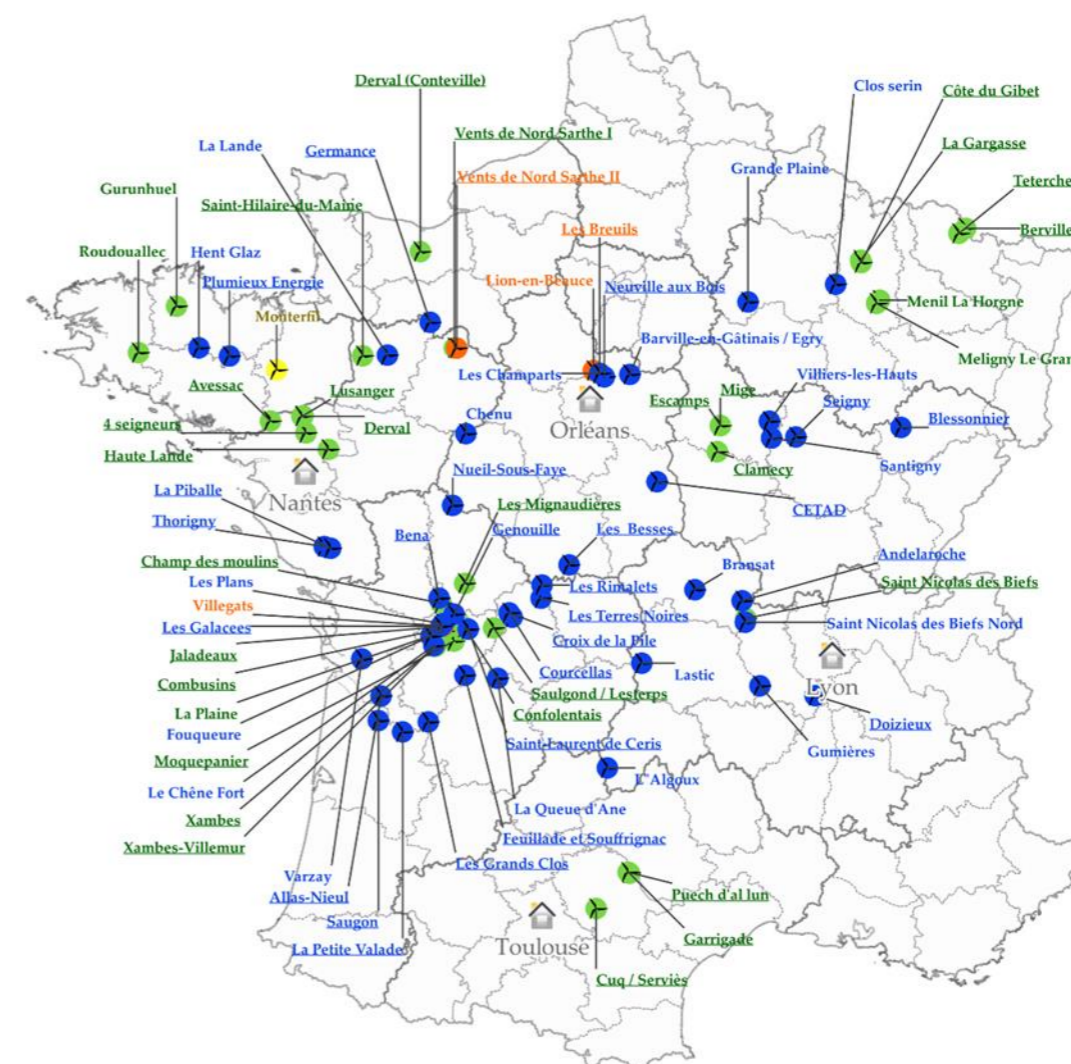 Derval (Conteville)
Clos serin
Côte du Gibet
La Lande
Germance
Vents de Nord Sarthe I
La Gargasse
Gurunhuel
Saint-Hilaire-du-Maine
Vents de Nord Sarthe II
Grande Plaine
Teterchen
Roudouallec
Hent Glaz
Les Breuils
Berville
Plumieux Energie
Lion-en-Beauce
Neuville aux Bois
Monterfil
Menil La Horgne
Barville-en-Gâtinais / Egry
Meligny Le Gran
Les Champarts
Villiers-les-Hauts
Avessac
Lusanger
Mige
Escamps
Seigny
4 seigneurs
Derval
Chenu
Orléans
Blessonnier
Haute Lande
Clamecy
Santigny
Nueil-Sous-Faye
La Piballe
Nantes
Les Mignaudières
CETAD
Thorigny
Bena
Genouille
Les Besses
Andelaroche
Champ des moulins
Bransat
Saint Nicolas des Biefs
Les Plans
Les Rimalets
Villegats
Les Terres Noires
Les Galacees
Croix de la Pile
Saint Nicolas des Biefs Nord
Jaladeaux
Courcellas
Lastic
Combusins
Saulgond / Lesterps
Lyon
La Plaine
Confolentais
Doizieux
Fouqueure
Saint-Laurent de Ceris
Gumières
Moquepanier
L"Algoux
Le Chêne Fort
La Queue d'Ane
Xambes
Feuillade et Souffrignac
Xambes-Villemur
Les Grands Clos
Varzay
Allas-Nieul
Puech d'al lun
Saugon
Toulouse
Garrigade
La Petite Valade
Cuq / Serviès